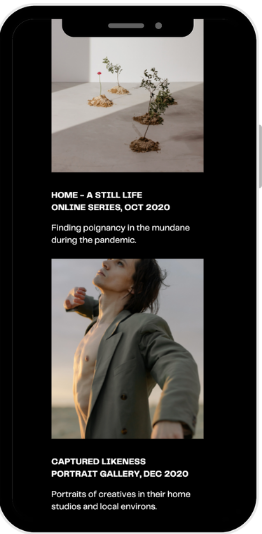 HOME – A STILL LIFE
ONLINE SERIES, OCT 2020
Finding poignancy in the mundane
during the pandemic.
CAPTURED LIKENESS
PORTRAIT GALLERY, DEC 2020
Portraits of creatives in their home
studios and local environs.